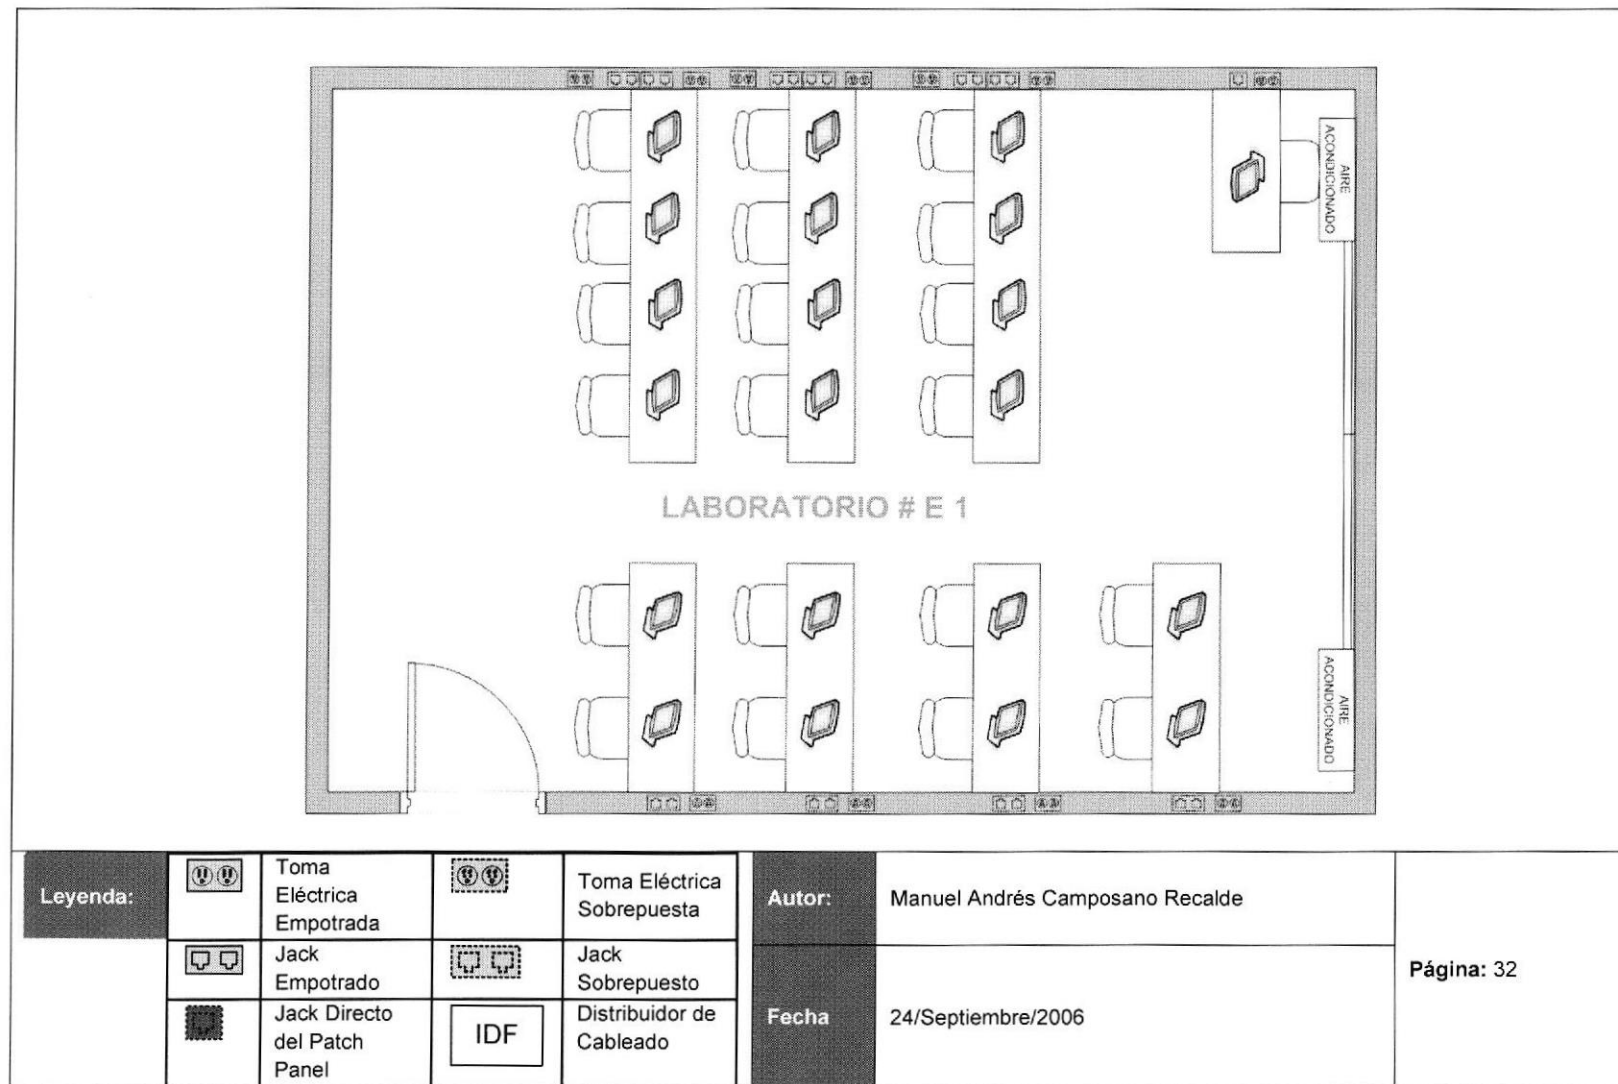 AIRE
ACONDICIONADO
LABORATORIO # E 1
AIRE
ACONDICIONADO
Leyenda:
Toma
Eléctrica
Empotrada
Toma Eléctrica
Sobrepuesta
Jack
Empotrado
Jack
Sobrepuesto
Jack Directo
del Patch
Panel
IDF
Distribuidor de
Cableado
Autor:
Manuel Andrés Camposano Recalde
Fecha
24/Septiembre/2006
Página: 32